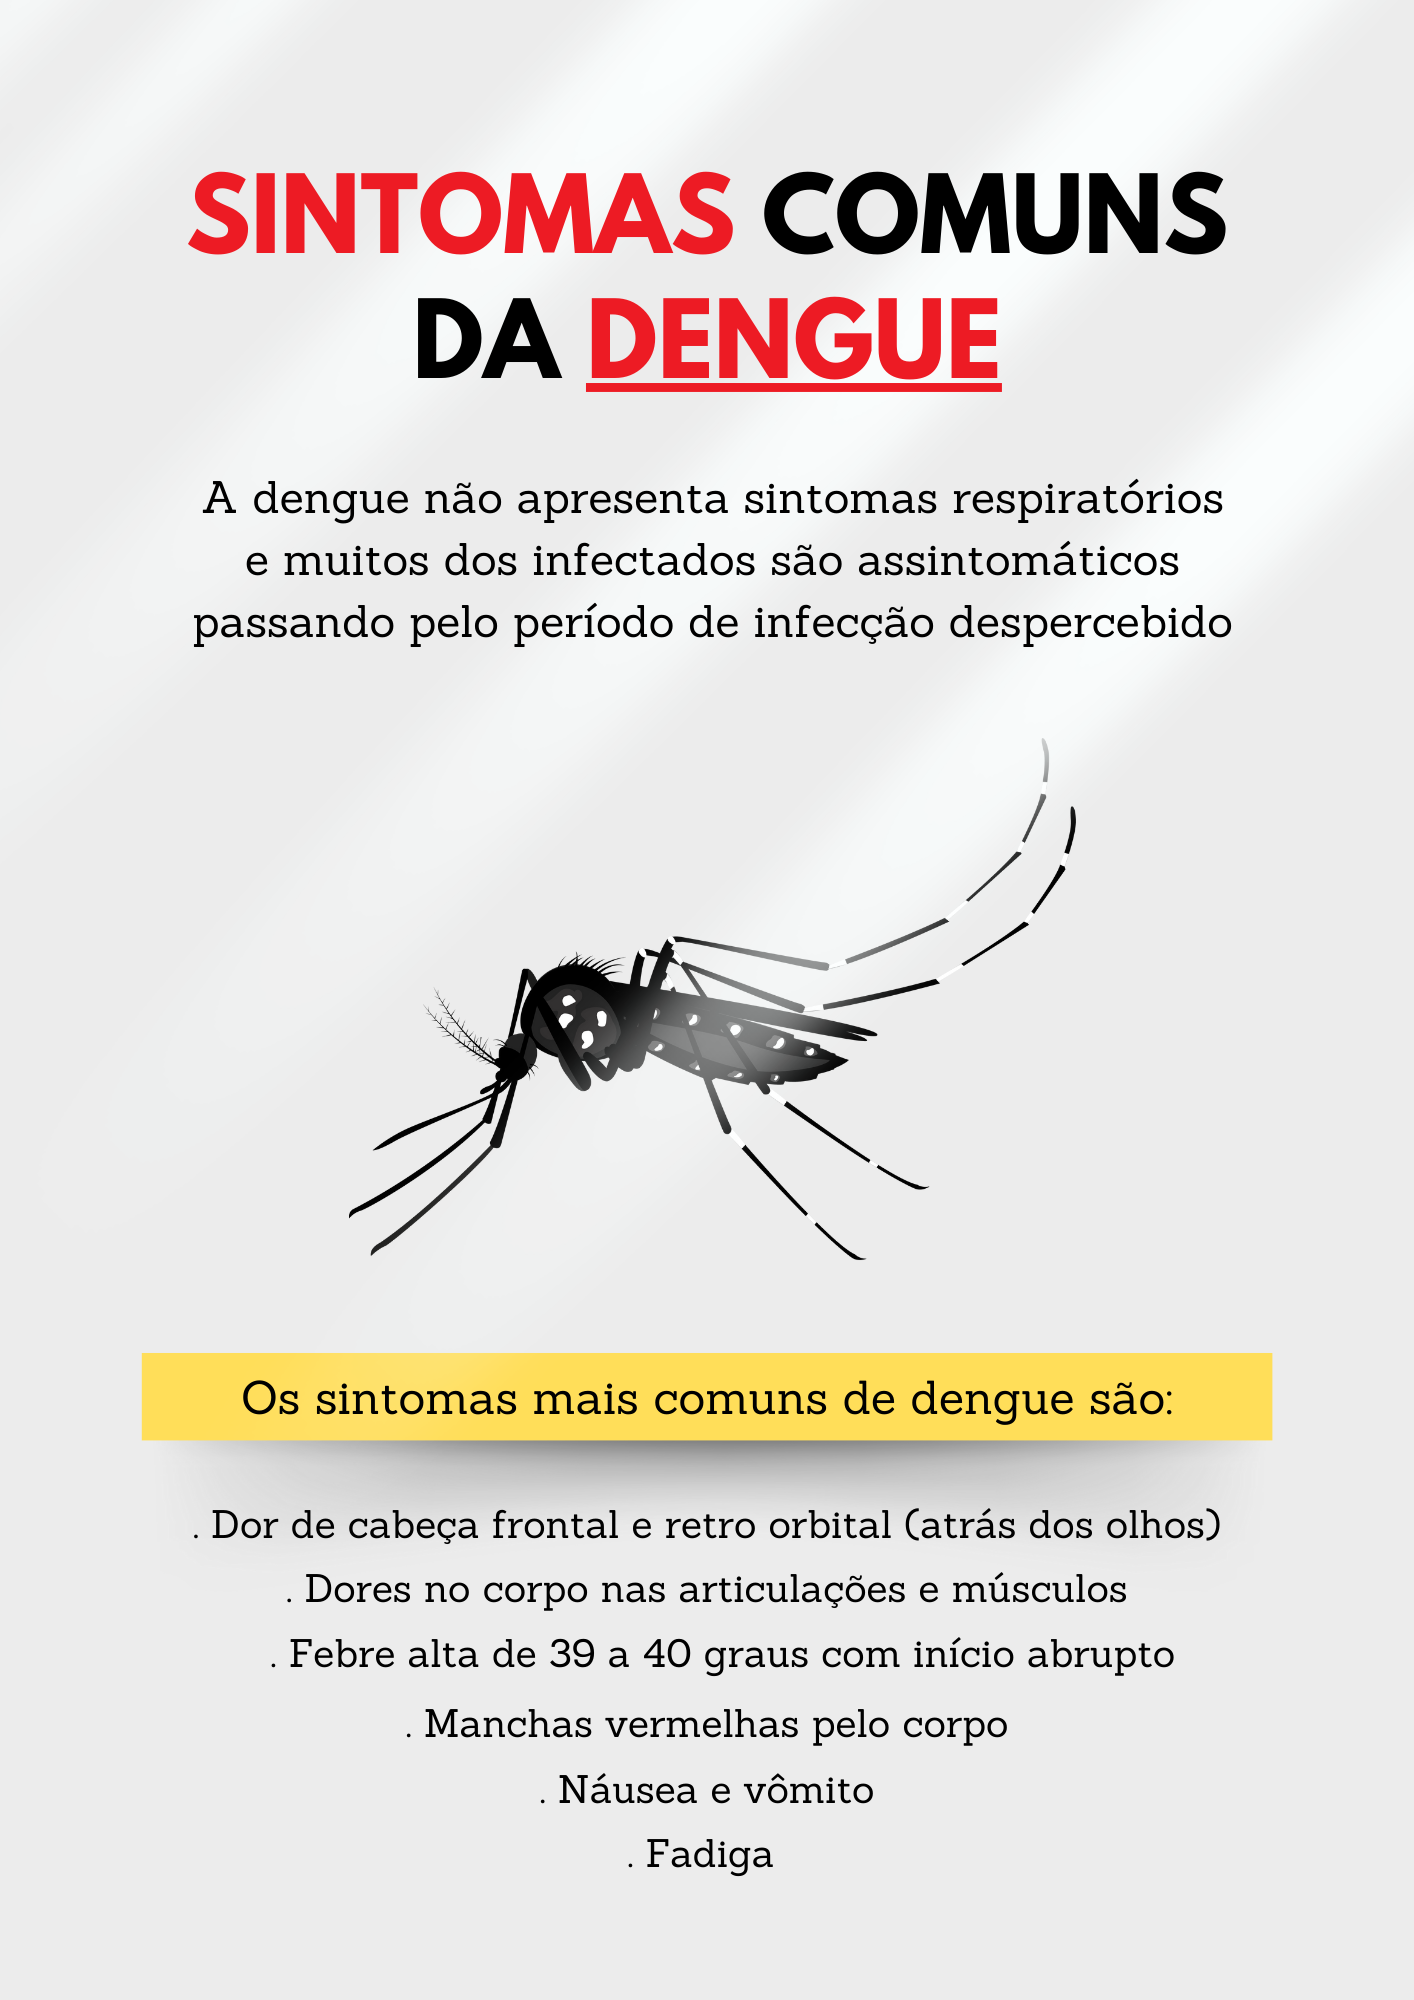 SINTOMAS COMUNS
DA DENGUE
A dengue não apresenta sintomas respiratórios
e muitos dos infectados são assintomáticos
passando pelo período de infecção despercebido
Os sintomas mais comuns de dengue são:
. Dor de cabeça frontal e retro orbital (atrás dos olhos)
. Dores no corpo nas articulações e músculos
. Febre alta de 39 a 40 graus com início abrupto
. Manchas vermelhas pelo corpo
. Náusea e vômito
. Fadiga